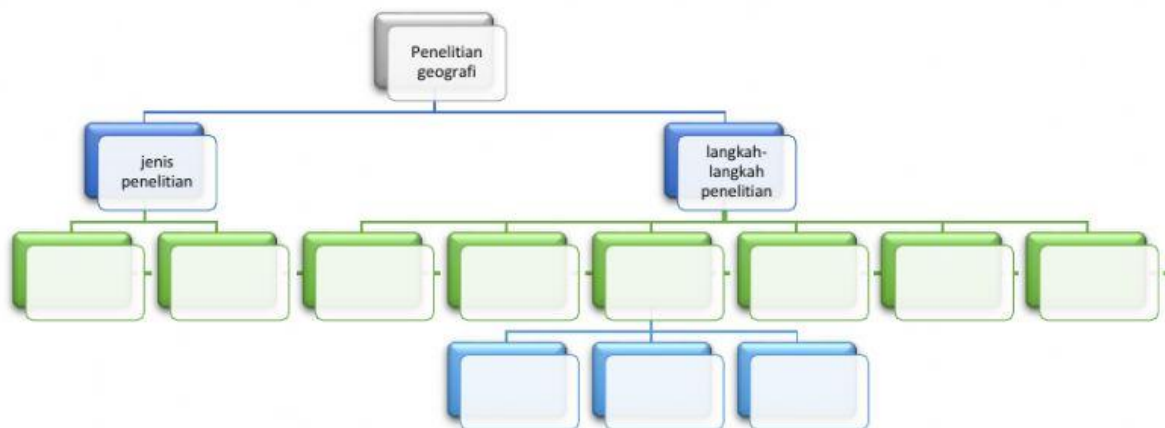 Penelitian
geografi
jenis
penelitian
langkah-
langkah
penelitian